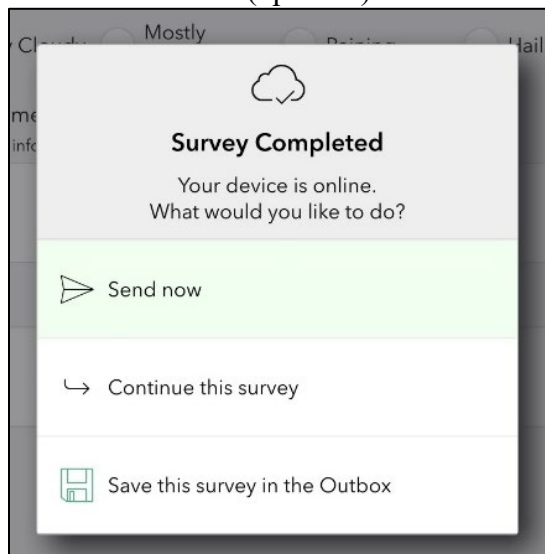 Mostly
Hail
Survey Completed
Your device is online.
What would you like to do?
Send now
Continue this survey
Save this survey in the Outbox